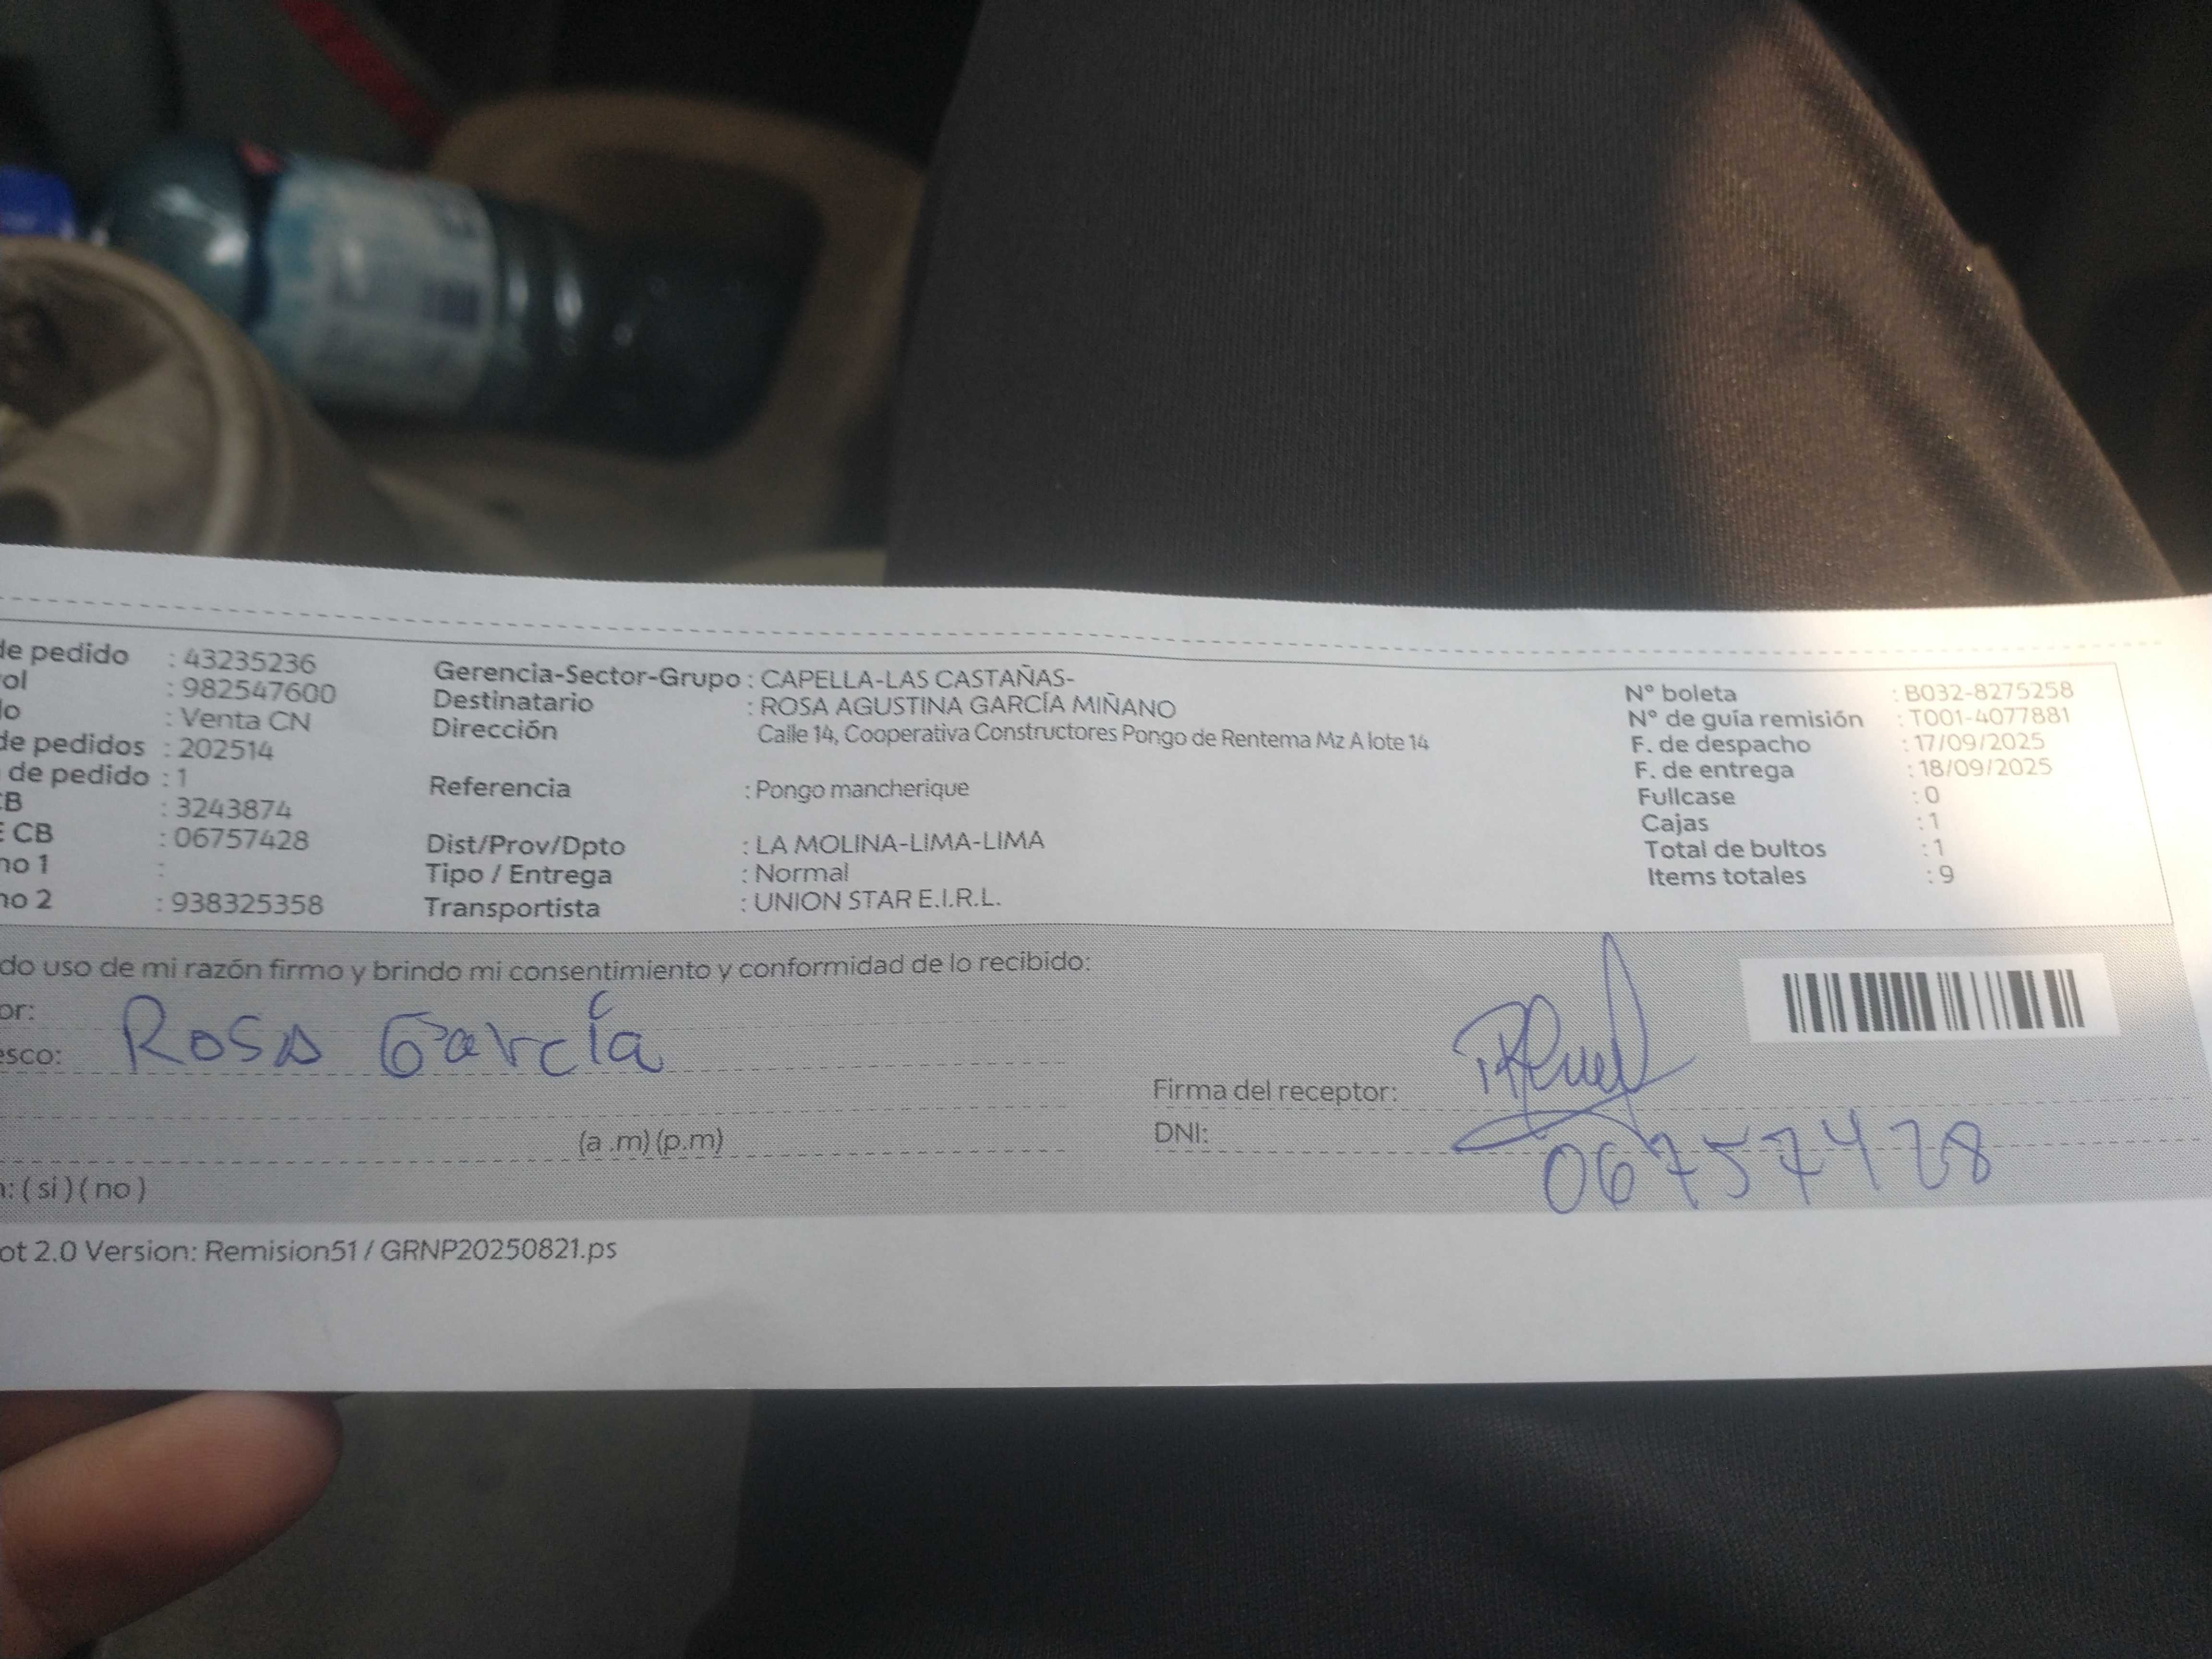 de pedido : 43235236
ol : 982547600
lo : Venta CN
de pedidos : 202514
de pedido : 1
CB : 3243874
E CB : 06757428
no 1 :
no 2 : 938325358
Gerencia-Sector-Grupo : CAPELLA-LAS CASTAÑAS-
Destinatario : ROSA AGUSTINA GARCÍA MIÑANO
Dirección Calle 14, Cooperativa Constructores Pongo de Rentema Mz A lote 14
Referencia : Pongo mancherique
Dist/Prov/Dpto : LA MOLINA-LIMA-LIMA
Tipo / Entrega : Normal
Transportista : UNION STAR E.I.R.L.
N° boleta : B032-8275258
N° de guía remisión : T001-4077881
F. de despacho : 17/09/2025
F. de entrega : 18/09/2025
Fullcase : 0
Cajas : 1
Total de bultos : 1
Items totales : 9
do uso de mi razón firmo y brindo mi consentimiento y conformidad de lo recibido:
or: Rosa García
esco:
(a .m) (p.m)
n: ( si ) ( no )
Firma del receptor:
DNI: 06757428
ot 2.0 Version: Remision51 / GRNP20250821.ps